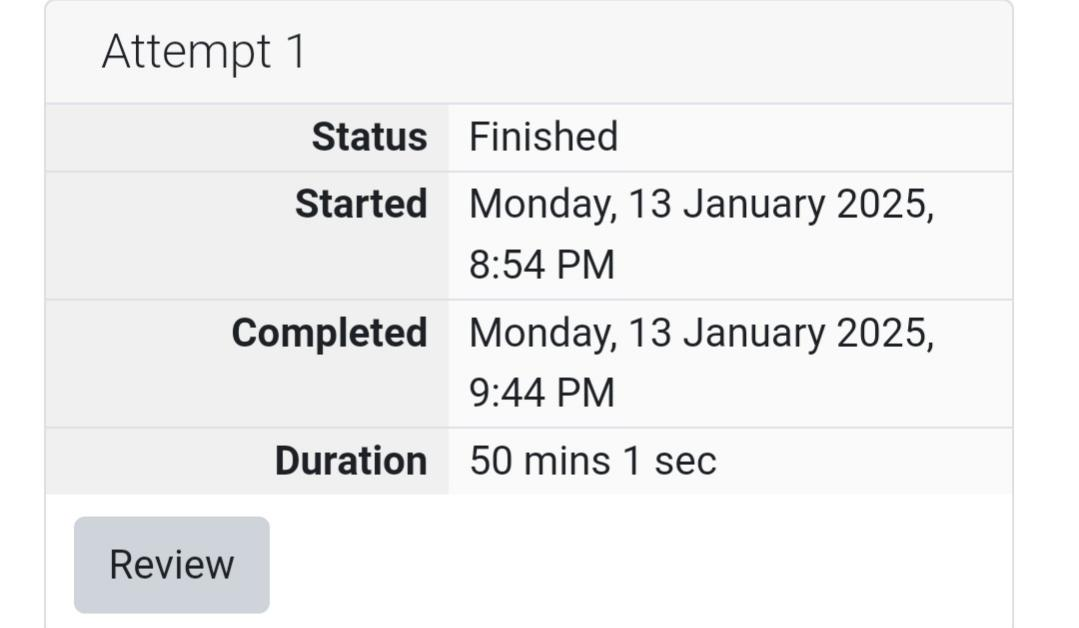 Attempt 1
Status Finished
Started Monday, 13 January 2025,
8:54 PM
Completed Monday, 13 January 2025,
9:44 PM
Duration 50 mins 1 sec
Review